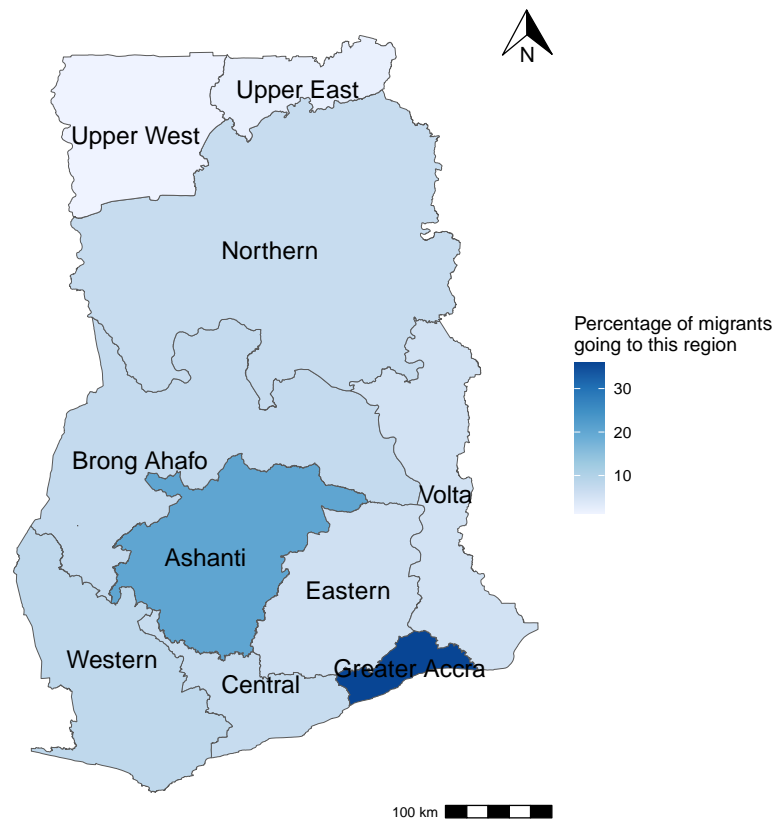 N
Upper East
Upper West
Northern
Percentage of migrants
going to this region
30
20
10
Brong Ahafo
Volta
Ashanti
Eastern
Western
Greater Accra
Central
100 km